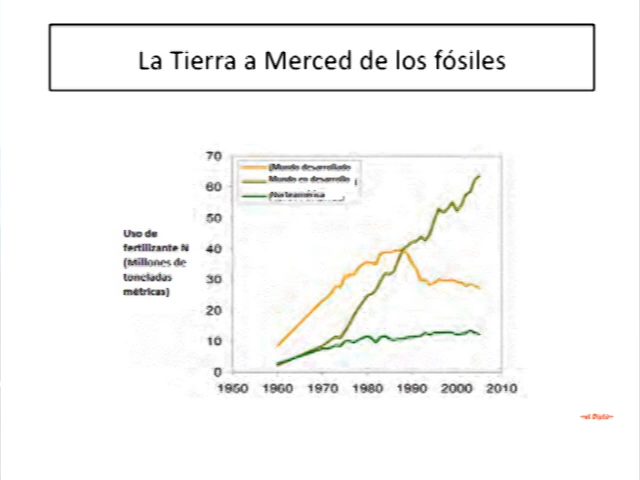 La Tierra a Merced de los fósiles
70
60
50
40
30
20
10
0
(Mundo desarrollado
Mundo en desarrollo
(Norteamérica
Uso de
fertilizante N
(Millones de
toneladas
métricas)
1950 1960 1970 1980 1990 2000 2010